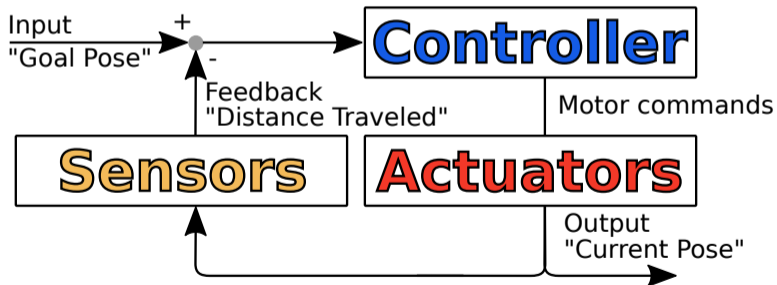 Input
"Goal Pose"
+
-
Controller
Feedback
"Distance Traveled"
Motor commands
Sensors
Actuators
Output
"Current Pose"